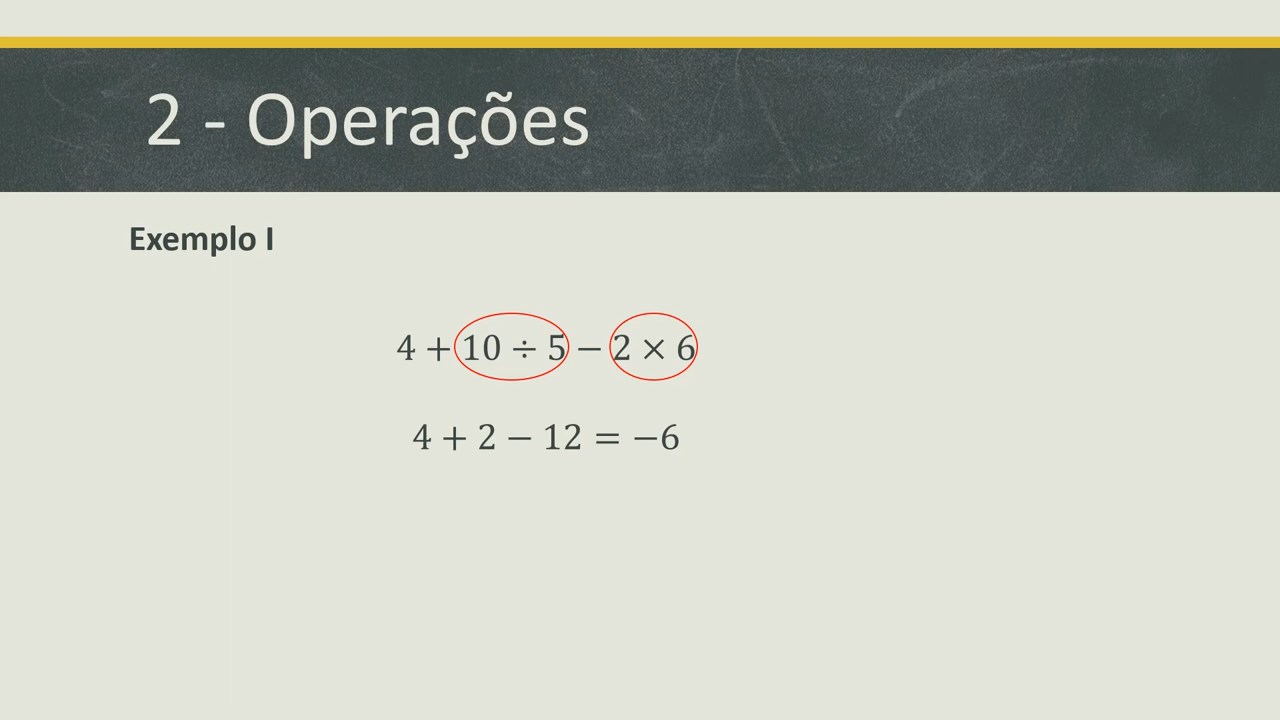 2 - Operações
Exemplo I
4 + 10 ÷ 5 − 2 × 6
4 + 2 − 12 = −6